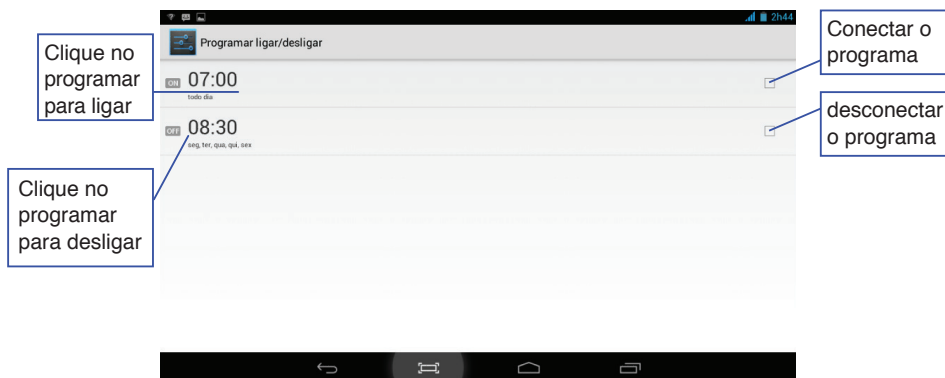 2h44
Programar ligar/desligar
Clique no
programar
para ligar
ON 07:00
todo dia
Conectar o
programa
OFF 08:30
seg, ter, qua, qui, sex
desconectar
o programa
Clique no
programar
para desligar